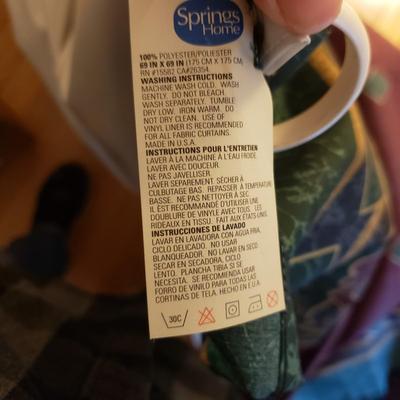 Springs
Home
100% POLYESTER/POLIESTER
69 IN X 69 IN (175 CM X 175 CM)
RN #15582 CA#26354
WASHING INSTRUCTIONS
MACHINE WASH COLD. WASH
GENTLY. DO NOT BLEACH.
WASH SEPARATELY. TUMBLE
DRY LOW. IRON WARM. DO
NOT DRY CLEAN. USE OF
VINYL LINER IS RECOMMENDED
FOR ALL FABRIC CURTAINS.
MADE IN U.S.A.
INSTRUCTIONS POUR L'ENTRETIEN
LAVER À LA MACHINE À L'EAU FROIDE
LAVER AVEC DOUCEUR.
NE PAS JAVELLISER
LAVER SEPAREMENT. SÉCHER À
CULBUTAGE BAS. REPASSER À TEMPERATURE
BASSE. NE PAS NETTOYER À SEC
IL EST RECOMMANDÉ D'UTILISER UNE
DOUBLURE DE VINYLE AVEC TOUS. LES
RIDEAUX EN TISSU. FAIT AUX ÉTATS-UNIS.
INSTRUCCIONES DE LAVADO
LAVAR EN LAVADORA CON AGUA FRIA,
CICLO DELICADO. NO USAR
BLANQUEADOR. NO LAVAR EN SECO
SECAR EN SECADORA, CICLO
LENTO. PLANCHA TIBIA SI SE
NECESITA. SE RECOMIENDA USAR
FORRO DE VINILO PARA TODAS LAS
CORTINAS DE TELA. HECHO EN E.U.A.
30C